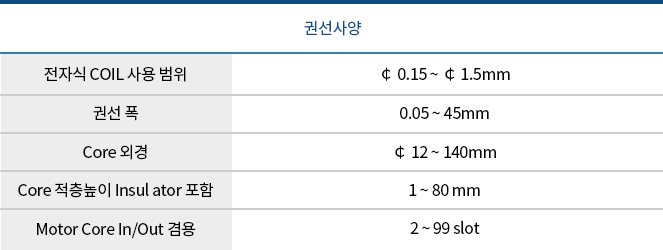 권선사양
전자식 COIL 사용 범위 ￠ 0.15 ~ ￠ 1.5mm
권선 폭 0.05 ~ 45mm
Core 외경 ￠ 12 ~ 140mm
Core 적층높이 Insul ator 포함 1 ~ 80 mm
Motor Core In/Out 겸용 2 ~ 99 slot